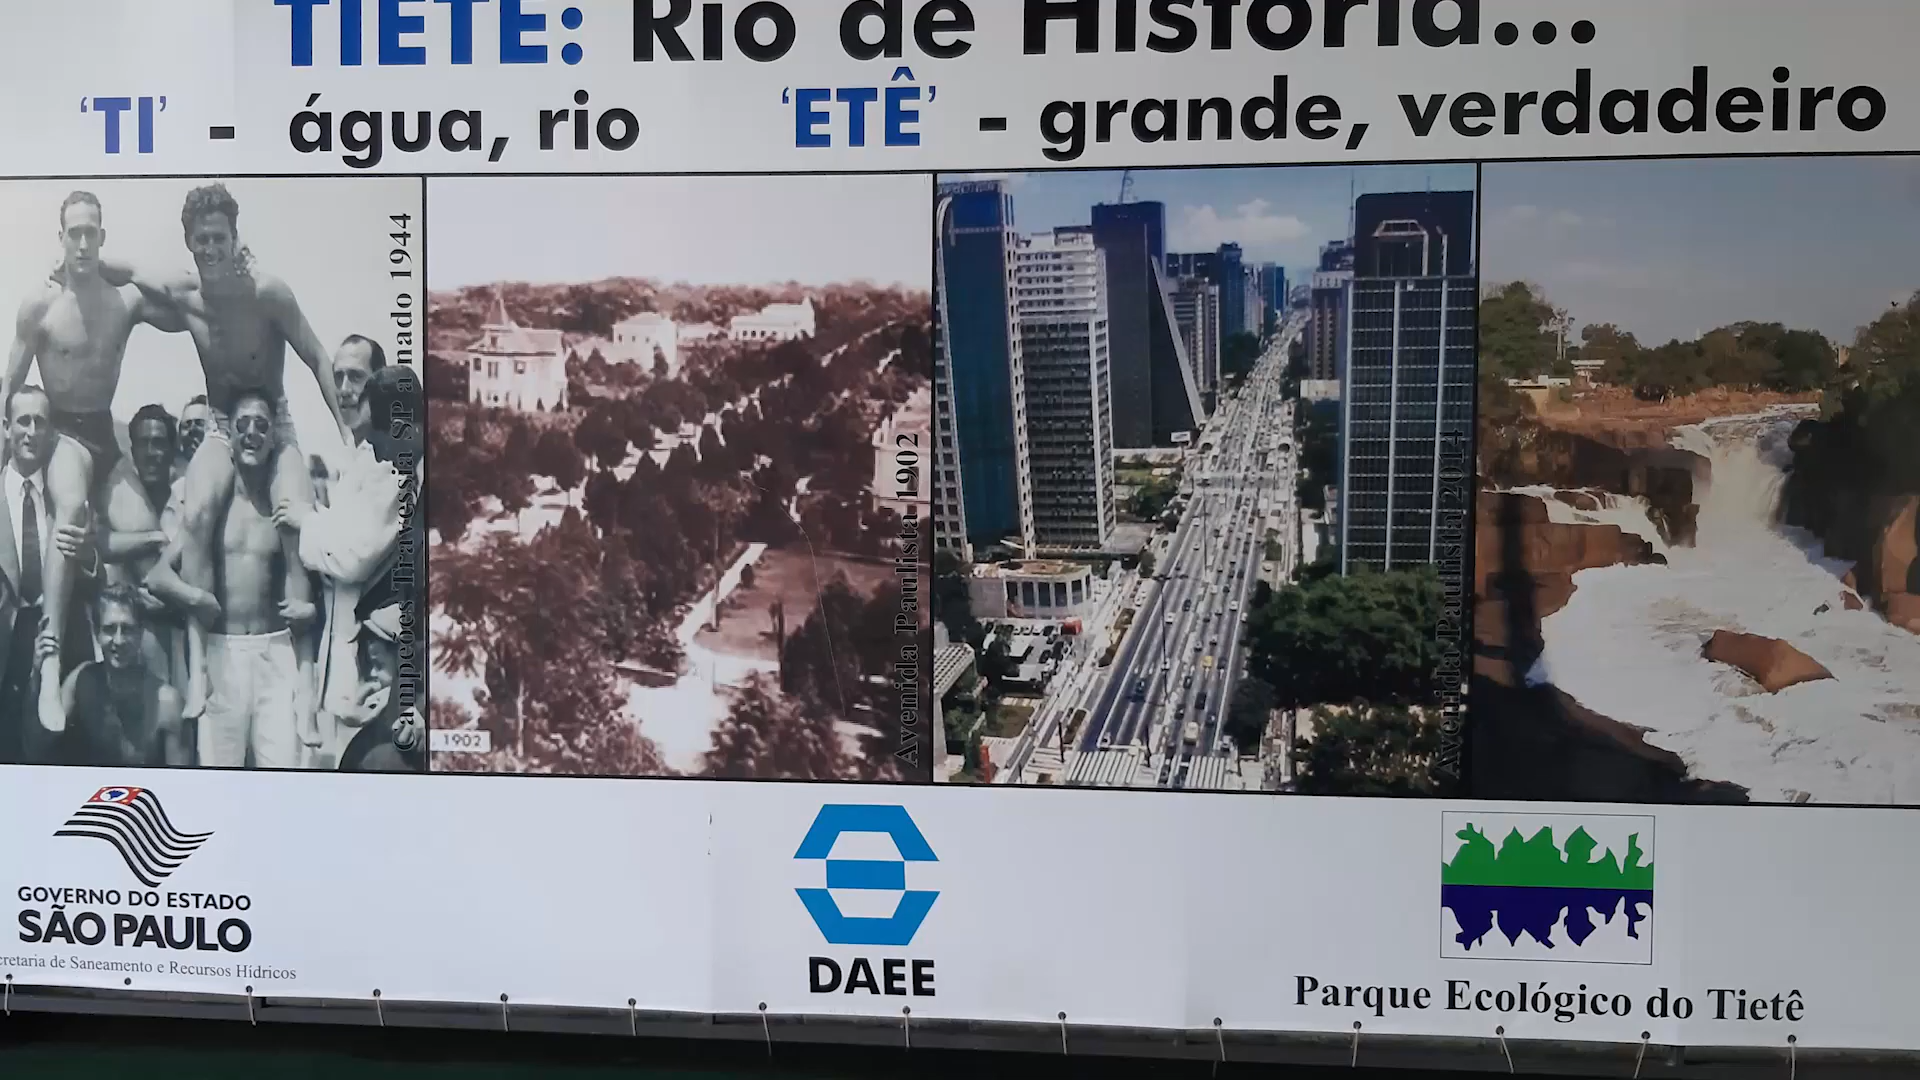 TIETÊ: Rio de História...
'TI' - água, rio 'ETÊ' - grande, verdadeiro
Campeões Travessia SP a nado 1944
Avenida Paulista 1902
. 1902
Avenida Paulista 2014
GOVERNO DO ESTADO
SÃO PAULO
cretaria de Saneamento e Recursos Hídricos
DAEE
Parque Ecológico do Tietê